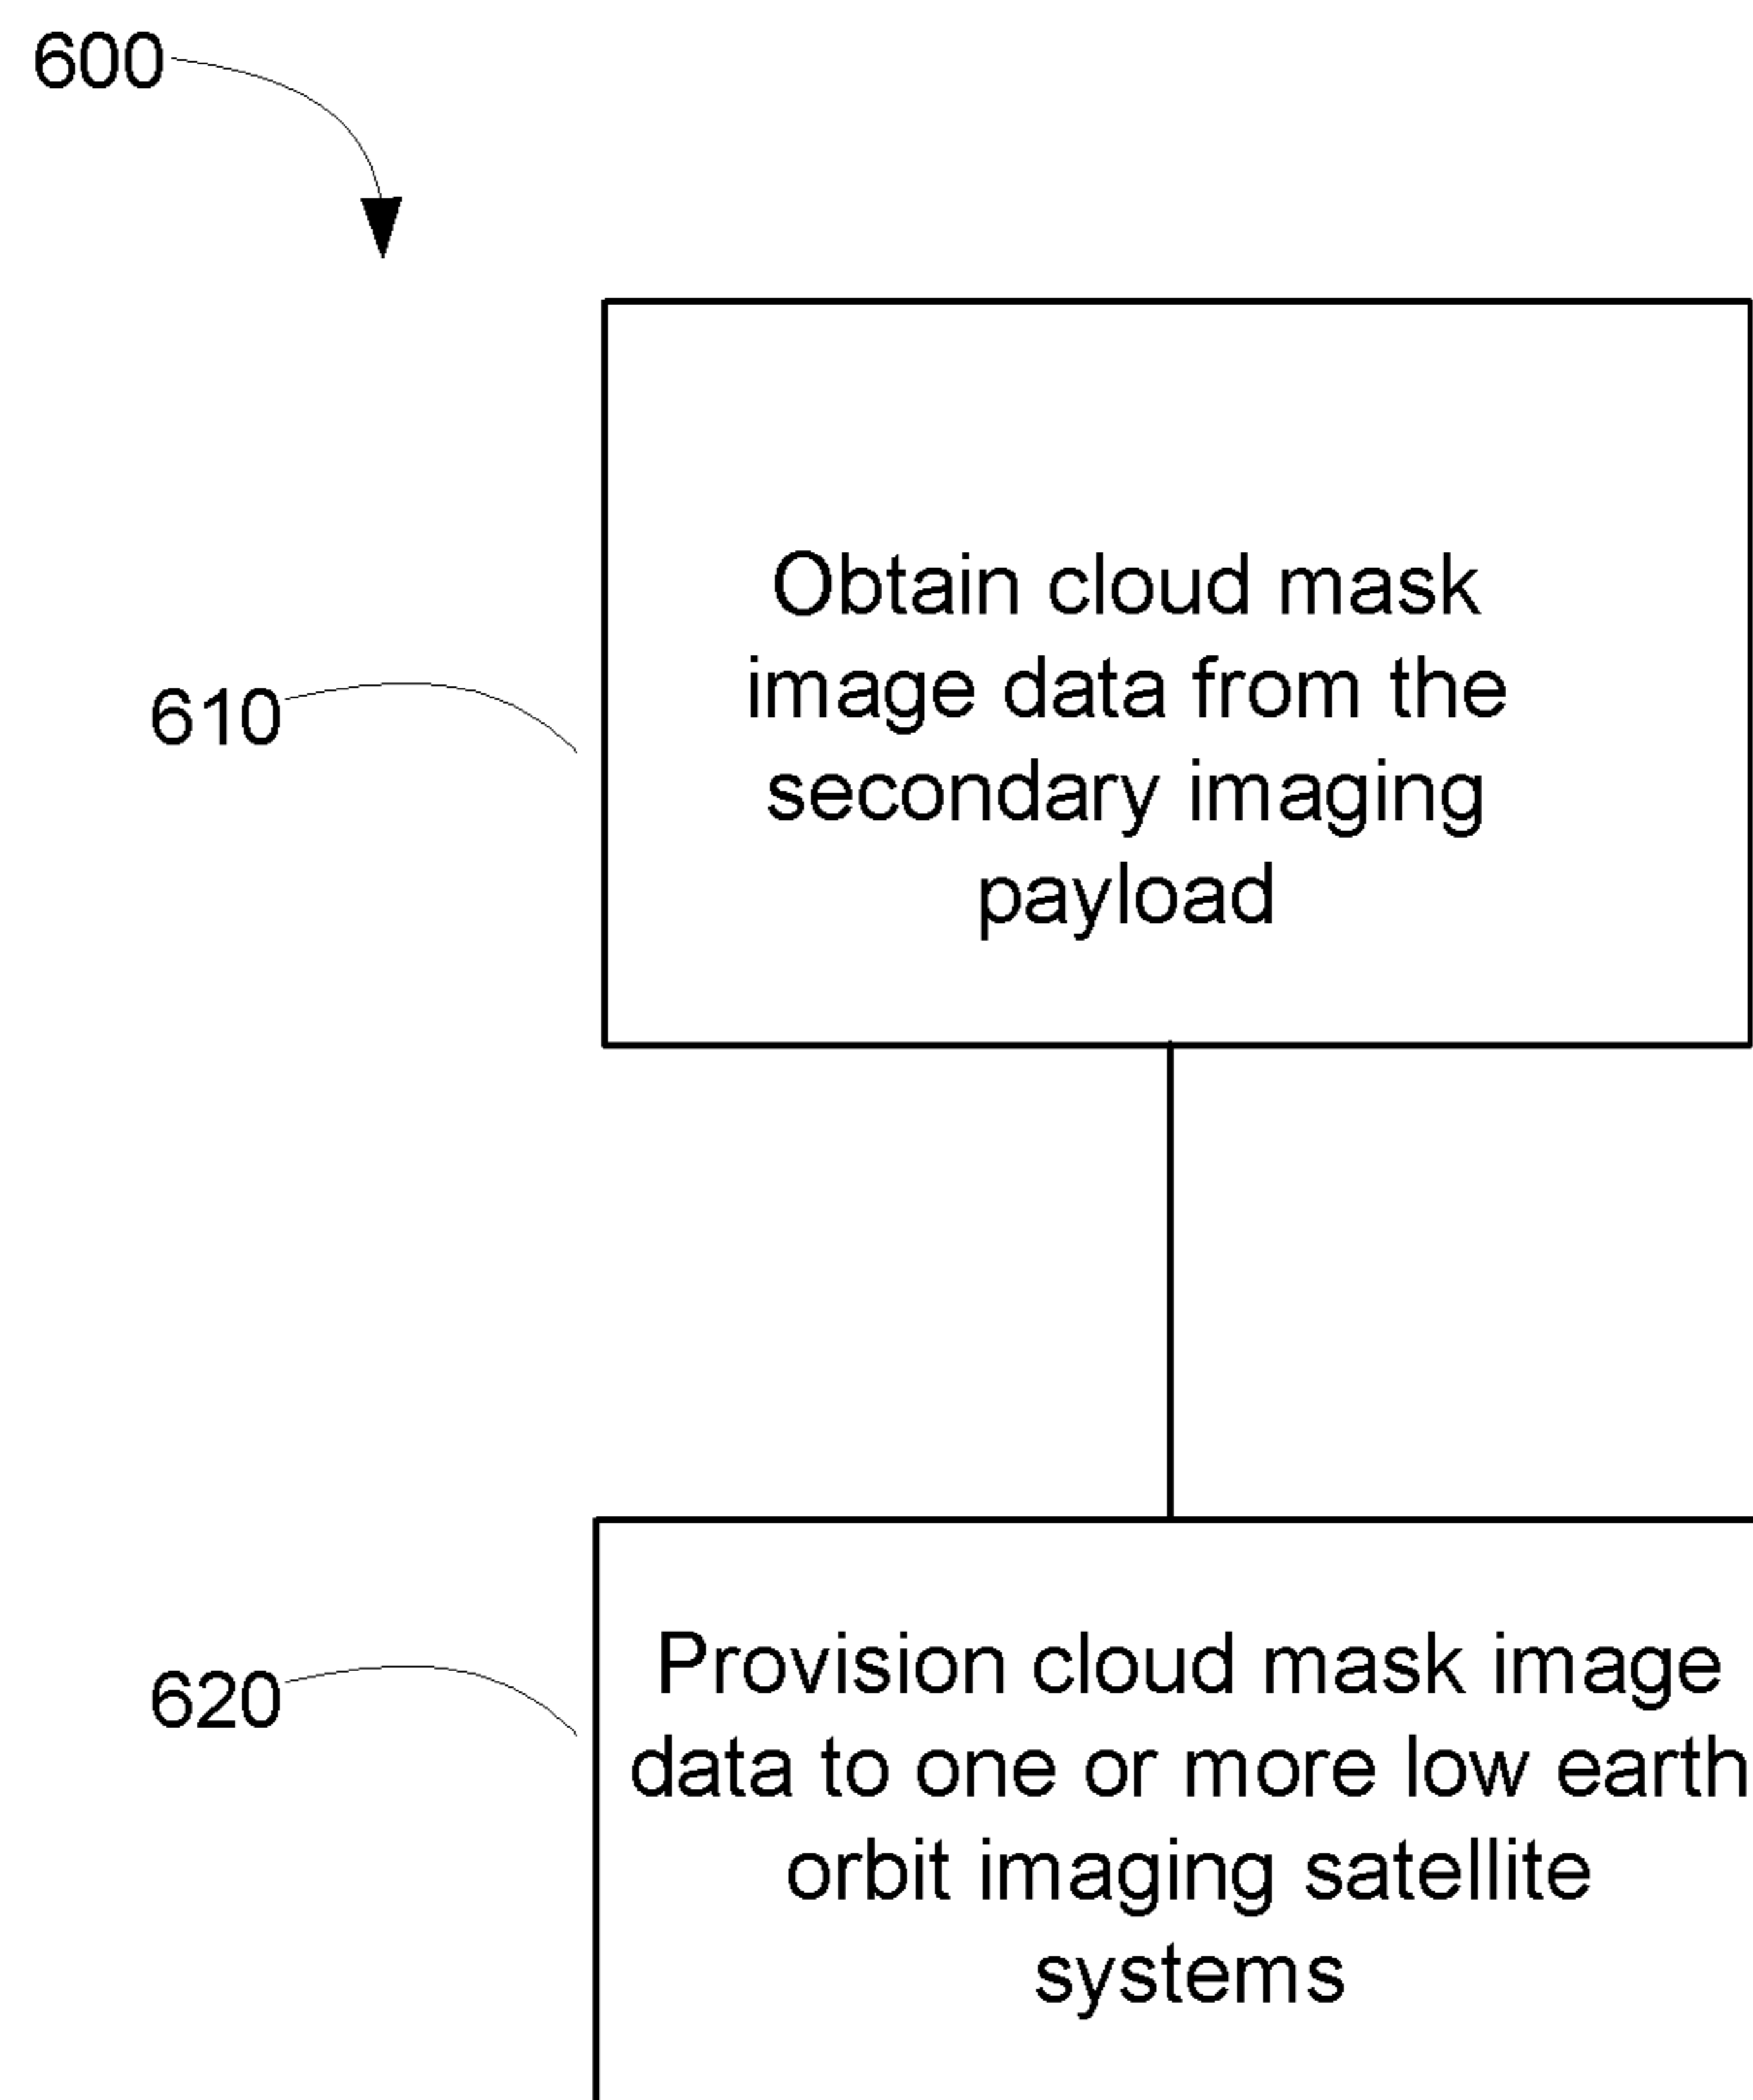 600
610
Obtain cloud mask
image data from the
secondary imaging
payload
620
Provision cloud mask image
data to one or more low earth
orbit imaging satellite
systems